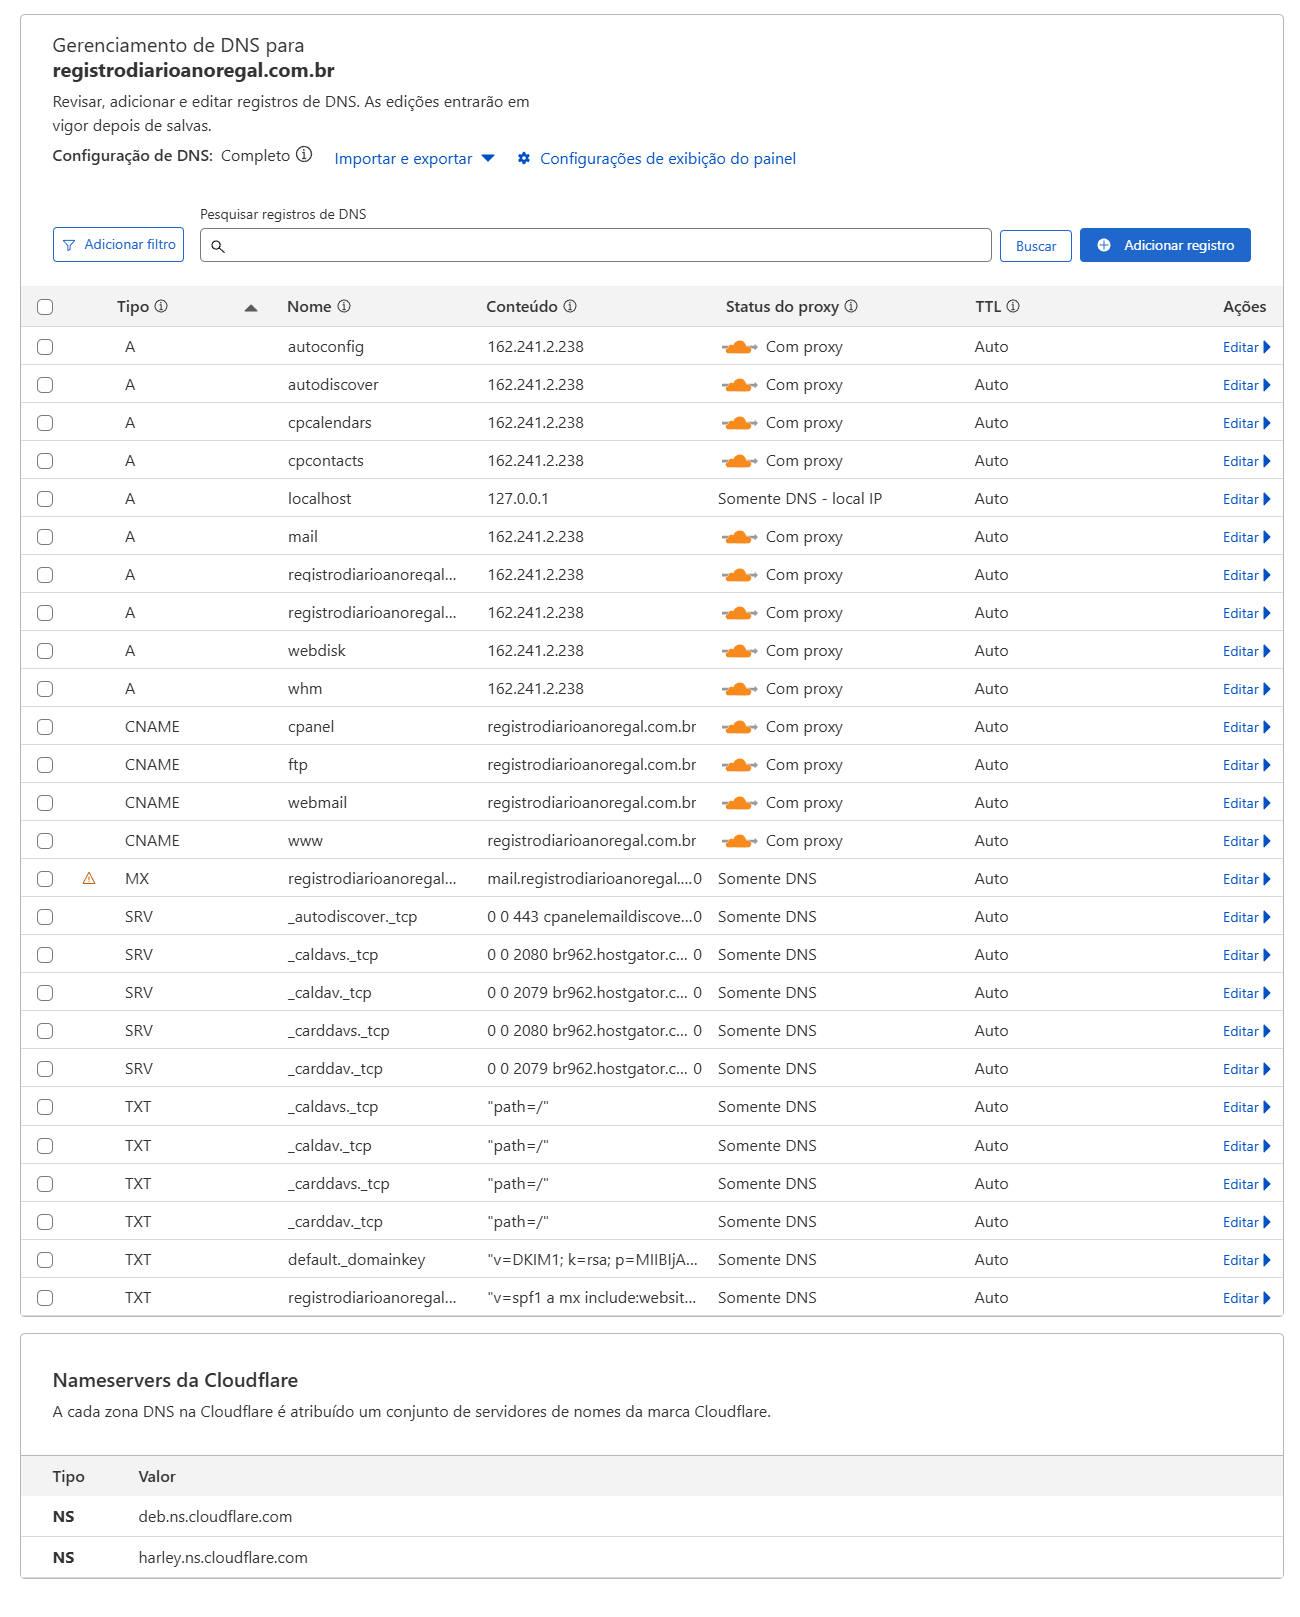 Gerenciamento de DNS para
registrodiarioanoregal.com.br
Revisar, adicionar e editar registros de DNS. As edições entrarão em
vigor depois de salvas.
Configuração de DNS: Completo Importar e exportar Configurações de exibição do painel
Pesquisar registros de DNS
Adicionar filtro Buscar Adicionar registro
Tipo Nome Conteúdo Status do proxy TTL Ações
A autoconfig 162.241.2.238 Com proxy Auto Editar
A autodiscover 162.241.2.238 Com proxy Auto Editar
A cpcalendars 162.241.2.238 Com proxy Auto Editar
A cpcontacts 162.241.2.238 Com proxy Auto Editar
A localhost 127.0.0.1 Somente DNS - local IP Auto Editar
A mail 162.241.2.238 Com proxy Auto Editar
A registrodiarioanoregal... 162.241.2.238 Com proxy Auto Editar
A registrodiarioanoregal... 162.241.2.238 Com proxy Auto Editar
A webdisk 162.241.2.238 Com proxy Auto Editar
A whm 162.241.2.238 Com proxy Auto Editar
CNAME cpanel registrodiarioanoregal.com.br Com proxy Auto Editar
CNAME ftp registrodiarioanoregal.com.br Com proxy Auto Editar
CNAME webmail registrodiarioanoregal.com.br Com proxy Auto Editar
CNAME www registrodiarioanoregal.com.br Com proxy Auto Editar
MX registrodiarioanoregal... mail.registrodiarioanoregal.... 0 Somente DNS Auto Editar
SRV _autodiscover._tcp 0 0 443 cpanelemaildiscove... 0 Somente DNS Auto Editar
SRV _caldavs._tcp 0 0 2080 br962.hostgator.c... 0 Somente DNS Auto Editar
SRV _caldav._tcp 0 0 2079 br962.hostgator.c... 0 Somente DNS Auto Editar
SRV _carddavs._tcp 0 0 2080 br962.hostgator.c... 0 Somente DNS Auto Editar
SRV _carddav._tcp 0 0 2079 br962.hostgator.c... 0 Somente DNS Auto Editar
TXT _caldavs._tcp "path=/" Somente DNS Auto Editar
TXT _caldav._tcp "path=/" Somente DNS Auto Editar
TXT _carddavs._tcp "path=/" Somente DNS Auto Editar
TXT _carddav._tcp "path=/" Somente DNS Auto Editar
TXT default._domainkey "v=DKIM1; k=rsa; p=MIIBIjA... Somente DNS Auto Editar
TXT registrodiarioanoregal... "v=spf1 a mx include:websit... Somente DNS Auto Editar
Nameservers da Cloudflare
A cada zona DNS na Cloudflare é atribuído um conjunto de servidores de nomes da marca Cloudflare.
Tipo Valor
NS deb.ns.cloudflare.com
NS harley.ns.cloudflare.com